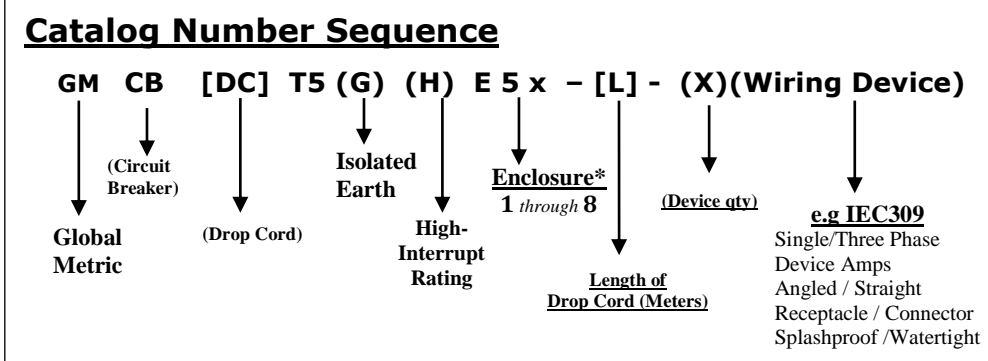 Catalog Number Sequence
GM CB [DC] T5 (G) (H) E 5 x – [L] - (X)(Wiring Device)
(Circuit
Breaker)
Isolated
Earth
Enclosure*
1 through 8
(Device qty)
e.g IEC309
Single/Three Phase
Device Amps
Angled / Straight
Receptacle / Connector
Splashproof /Watertight
Global
Metric
(Drop Cord)
High-
Interrupt
Rating
Length of
Drop Cord (Meters)